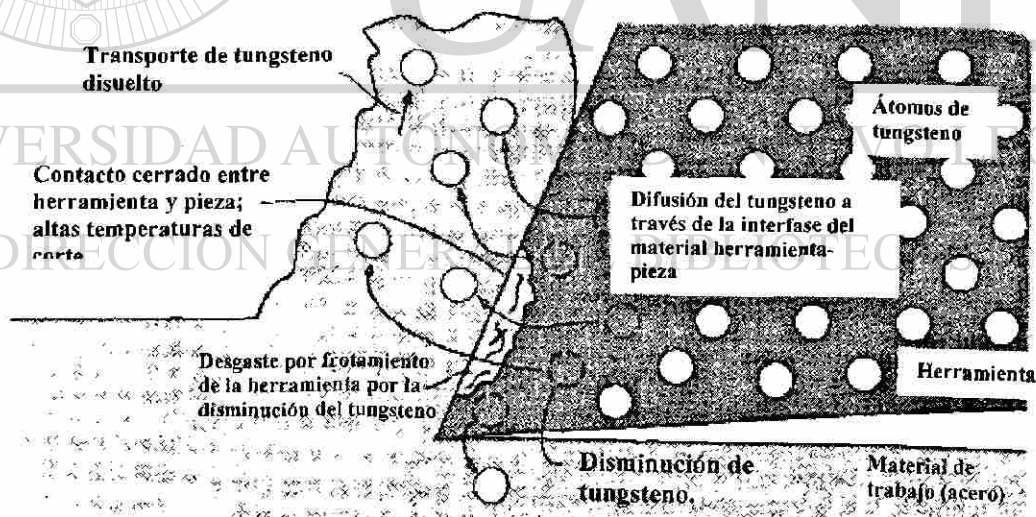 Transporte de tungsteno
disuelto
Átomos de
tungsteno
Contacto cerrado entre
herramienta y pieza;
altas temperaturas de
corte
Difusión del tungsteno a
través de la interfase del
material herramienta-
pieza
Desgaste por frotamiento
de la herramienta por la
disminución del tungsteno
Herramienta
Disminución de
tungsteno.
Material de
trabajo (acero)
DIRECCIÓN